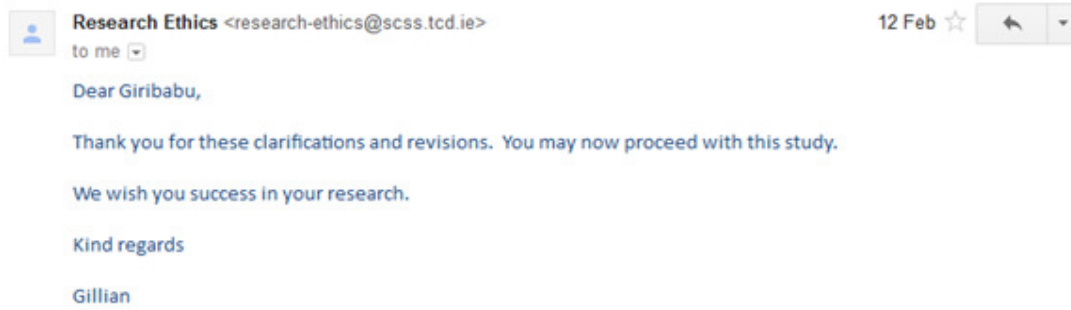 Research Ethics <research-ethics@scss.tcd.ie> 12 Feb
to me
Dear Giribabu,
Thank you for these clarifications and revisions.  You may now proceed with this study.
We wish you success in your research.
Kind regards
Gillian